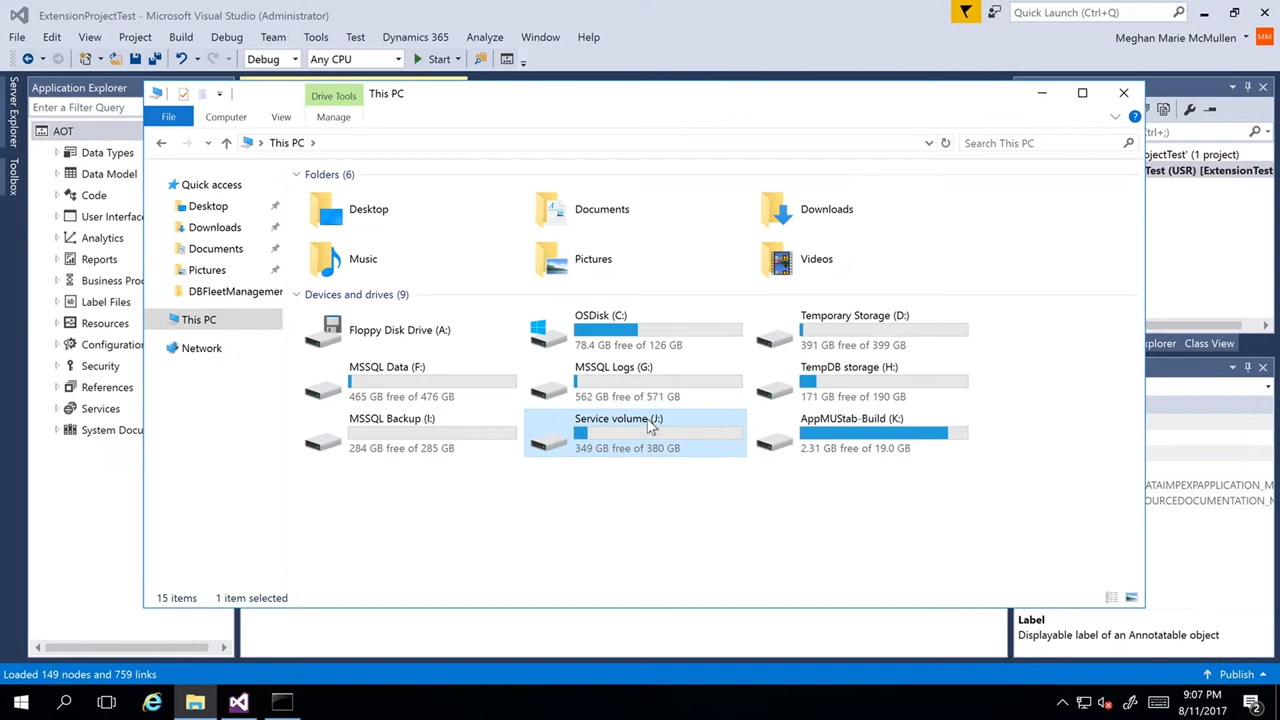 ExtensionProjectTest - Microsoft Visual Studio (Administrator)
Quick Launch (Ctrl+Q)
File Edit View Project Build Debug Team Tools Test Dynamics 365 Analyze Window Help
Meghan Marie McMullen MM
Debug Any CPU Start
Server Explorer
Toolbox
Application Explorer
Enter a Filter Query
AOT
Data Types
Data Model
Code
User Interface
Analytics
Reports
Business Proc
Label Files
Resources
Configuration
Security
References
Services
System Docu
Drive Tools
This PC
File Computer View Manage
This PC
Search This PC
Quick access
Desktop
Downloads
Documents
Pictures
DBFleetManagemer
This PC
Network
Folders (6)
Desktop Documents Downloads
Music Pictures Videos
Devices and drives (9)
Floppy Disk Drive (A:)
OSDisk (C:)
78.4 GB free of 126 GB
Temporary Storage (D:)
391 GB free of 399 GB
MSSQL Data (F:)
465 GB free of 476 GB
MSSQL Logs (G:)
562 GB free of 571 GB
TempDB storage (H:)
171 GB free of 190 GB
MSSQL Backup (I:)
284 GB free of 285 GB
Service volume (J:)
349 GB free of 380 GB
AppMUStab-Build (K:)
2.31 GB free of 19.0 GB
15 items 1 item selected
+;)
ojectTest' (1 project)
Test (USR) [ExtensionTest
xplorer Class View
ATAIMPEXPAPPLICATION_M
OURCEDOCUMENTATION_M
Label
Displayable label of an Annotatable object
Loaded 149 nodes and 759 links
Publish
9:07 PM
8/11/2017
2